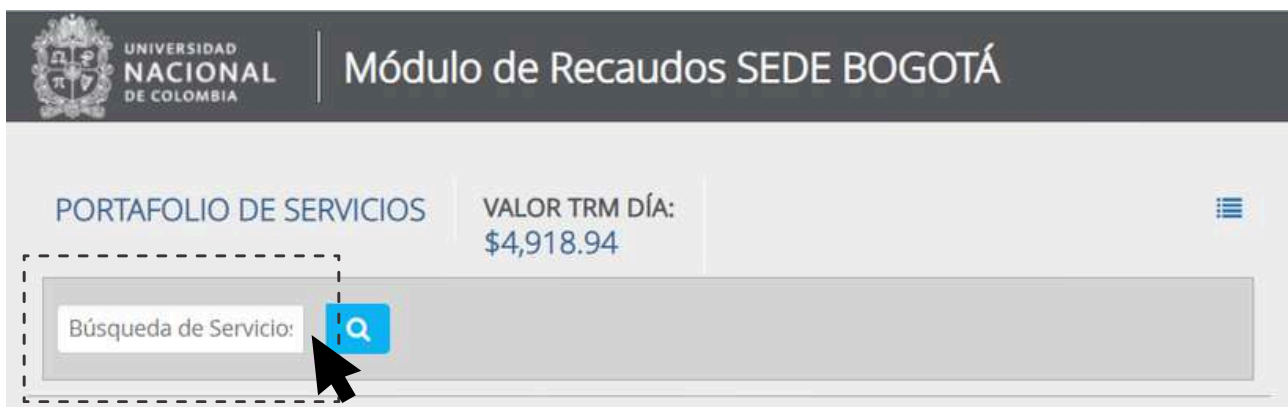 UNIVERSIDAD
NACIONAL
DE COLOMBIA
Módulo de Recaudos SEDE BOGOTÁ
PORTAFOLIO DE SERVICIOS
VALOR TRM DÍA:
$4,918.94
Búsqueda de Servicio